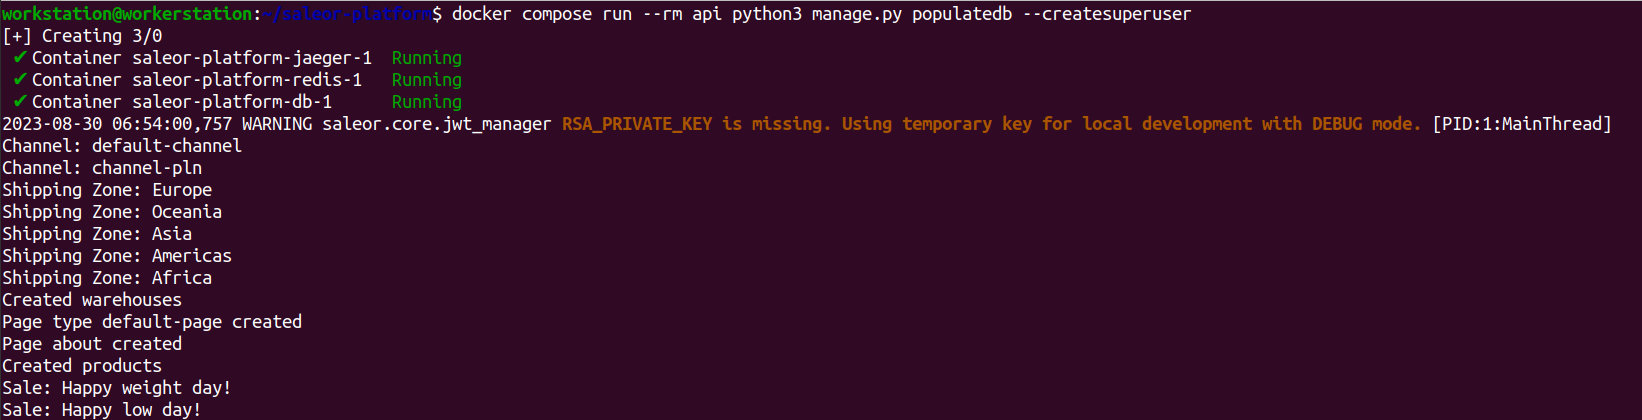 workstation@workerstation:~/saleor-platform$ docker compose run --rm api python3 manage.py populatedb --createsuperuser
[+] Creating 3/0
✔ Container saleor-platform-jaeger-1 Running
✔ Container saleor-platform-redis-1 Running
✔ Container saleor-platform-db-1 Running
2023-08-30 06:54:00,757 WARNING saleor.core.jwt_manager RSA_PRIVATE_KEY is missing. Using temporary key for local development with DEBUG mode. [PID:1:MainThread]
Channel: default-channel
Channel: channel-pln
Shipping Zone: Europe
Shipping Zone: Oceania
Shipping Zone: Asia
Shipping Zone: Americas
Shipping Zone: Africa
Created warehouses
Page type default-page created
Page about created
Created products
Sale: Happy weight day!
Sale: Happy low day!